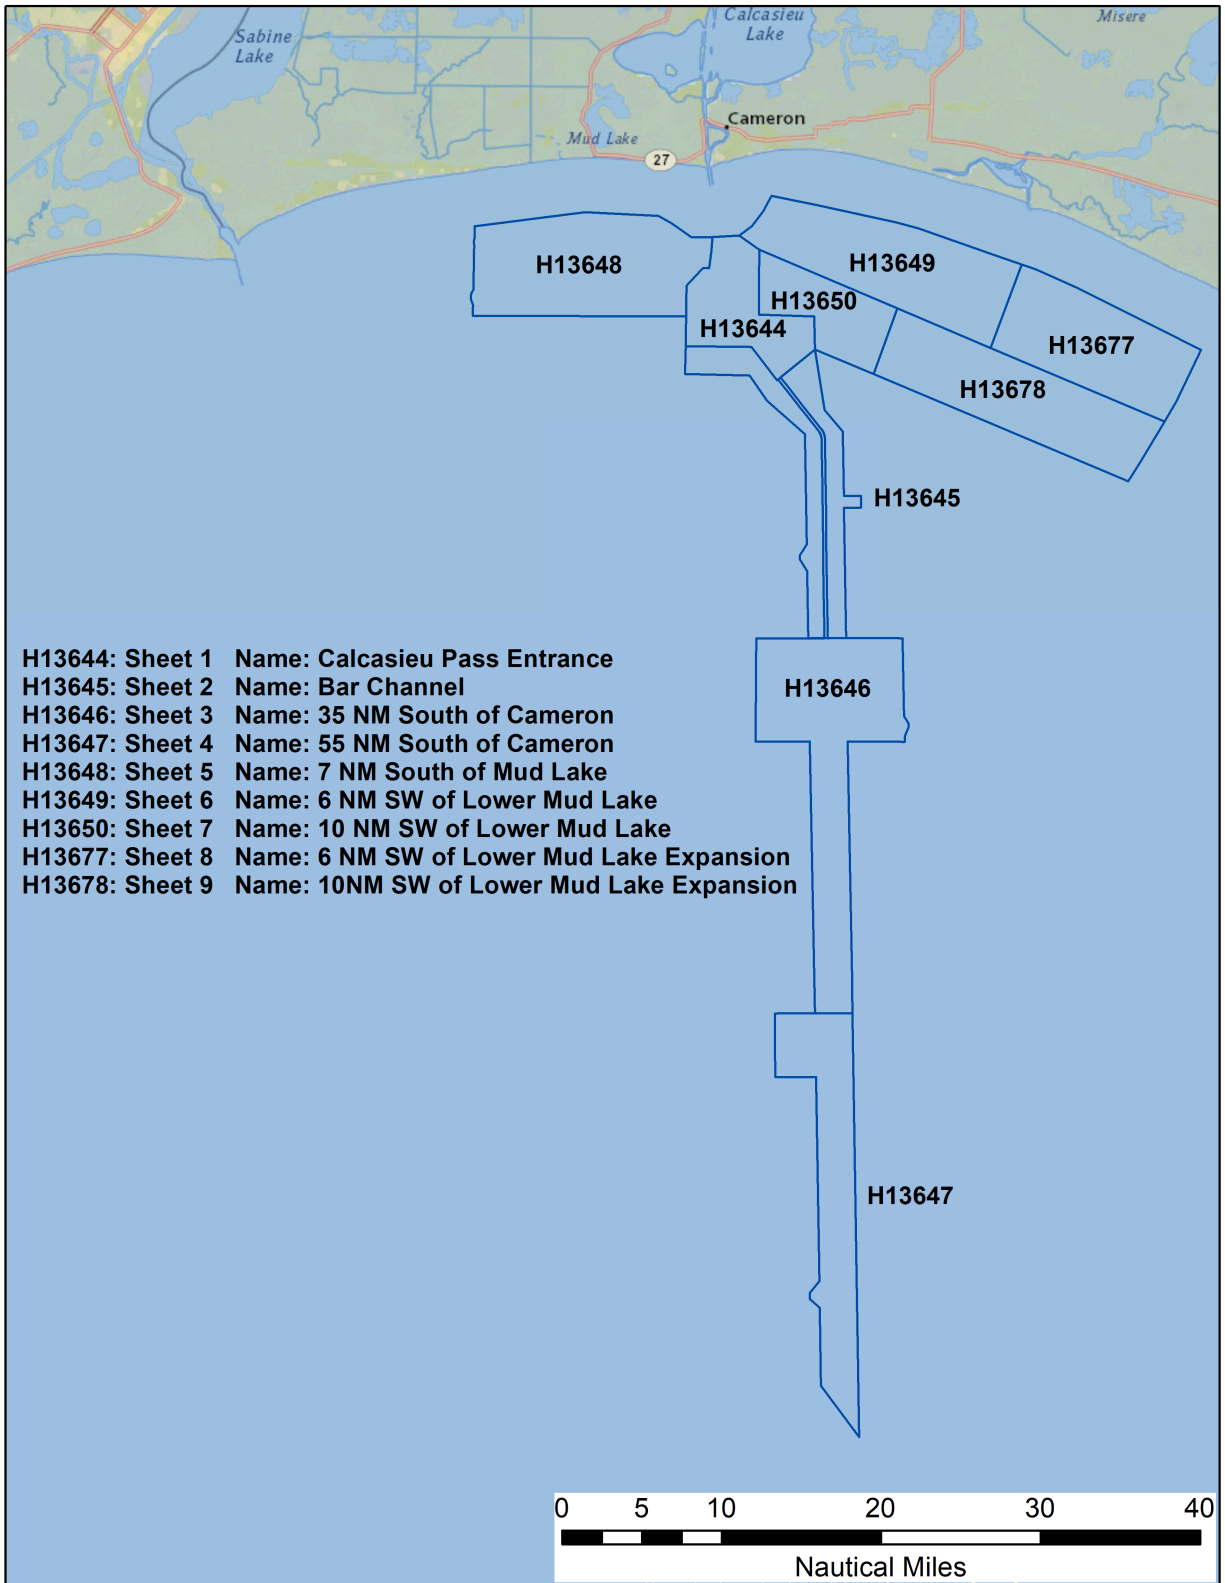 Sabine
Lake
Calcasieu
Lake
Misere
Cameron
Mud Lake
27
H13648
H13649
H13650
H13644
H13677
H13678
H13645
H13644: Sheet 1 Name: Calcasieu Pass Entrance
H13645: Sheet 2 Name: Bar Channel
H13646: Sheet 3 Name: 35 NM South of Cameron
H13647: Sheet 4 Name: 55 NM South of Cameron
H13648: Sheet 5 Name: 7 NM South of Mud Lake
H13649: Sheet 6 Name: 6 NM SW of Lower Mud Lake
H13650: Sheet 7 Name: 10 NM SW of Lower Mud Lake
H13677: Sheet 8 Name: 6 NM SW of Lower Mud Lake Expansion
H13678: Sheet 9 Name: 10NM SW of Lower Mud Lake Expansion
H13646
H13647
0 5 10 20 30 40
Nautical Miles